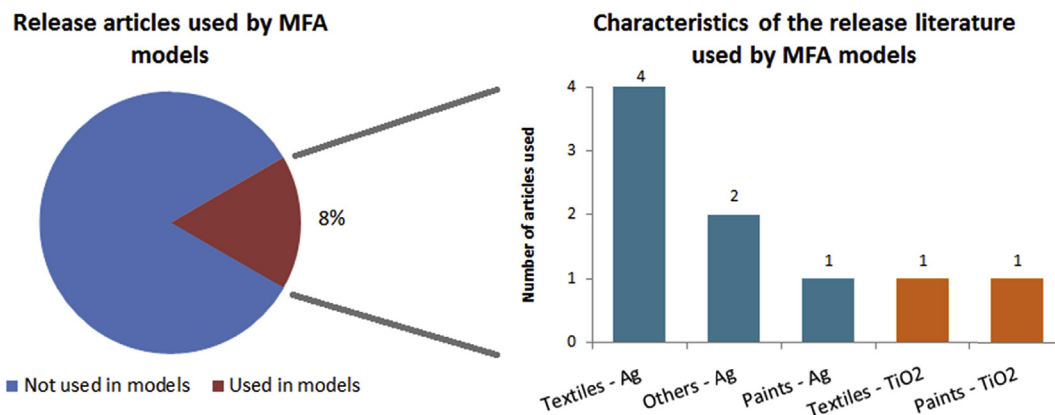 Release articles used by MFA
models
8%
Not used in models
Used in models
Characteristics of the release literature
used by MFA models
Number of articles used
4
3
2
1
0
4
2
1
1
1
Textiles - Ag
Others - Ag
Paints - Ag
Textiles - TiO2
Paints - TiO2